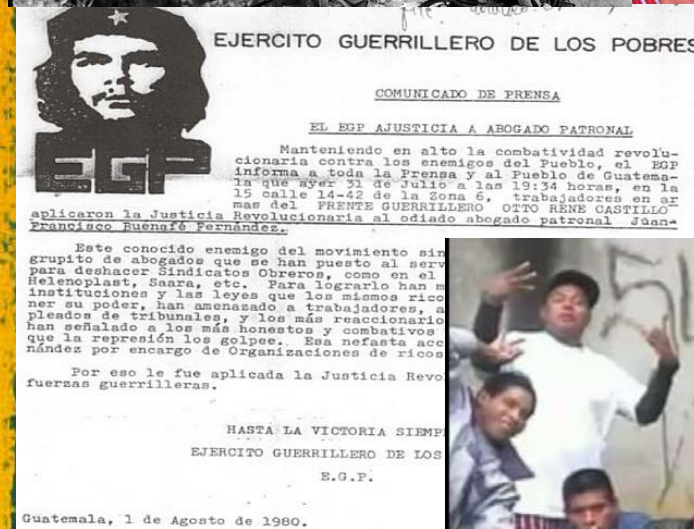 EJERCITO GUERRILLERO DE LOS POBRES
COMUNICADO DE PRENSA
EL EGP AJUSTICIA A ABOGADO PATRONAL
EGP
Manteniendo en alto la combatividad revolu-
cionaria contra los enemigos del Pueblo, el EGP
informa a toda la Prensa y al Pueblo de Guatema-
la que ayer 31 de Julio a las 19:34 horas, en la
15 calle 14-42 de la Zona 6, trabajadores en ar
mas del FRENTE GUERRILLERO OTTO RENE CASTILLO
aplicaron la Justicia Revolucionaria al odiado abogado patronal Juan-
Francisco Buenafé Fernández.
Este conocido enemigo del movimiento sin
grupito de abogados que se han puesto al serv
para deshacer Sindicatos Obreros, como en el
Helenoplast, Saara, etc. Para lograrlo han m
instituciones y las leyes que los mismos rico
ner su poder, han amenazado a trabajadores, a
pleados de tribunales, y los más reaccionario
han señalado a los más honestos y combativos
que la represión los golpee. Esa nefasta acc
nández por encargo de Organizaciones de ricos
Por eso le fue aplicada la Justicia Revo
fuerzas guerrilleras.
HASTA LA VICTORIA SIEMP
EJERCITO GUERRILLERO DE LOS
E.G.P.
Guatemala, 1 de Agosto de 1980.